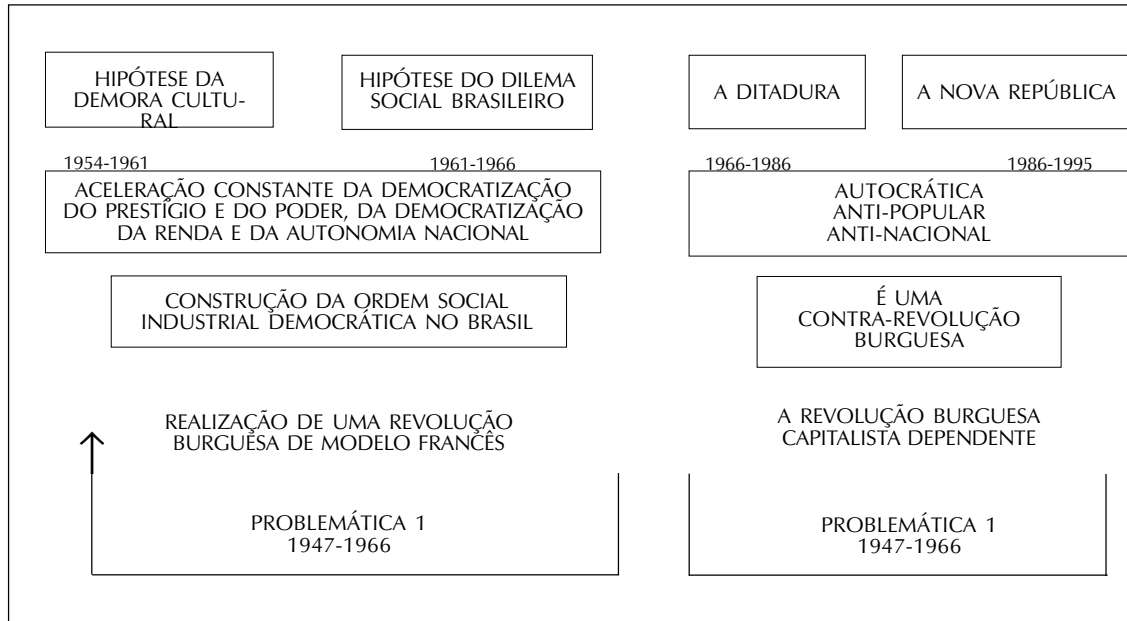 HIPÓTESE DA
DEMORA CULTU-
RAL
HIPÓTESE DO DILEMA
SOCIAL BRASILEIRO
A DITADURA
A NOVA REPÚBLICA
1954-1961
1961-1966
1966-1986
1986-1995
ACELERAÇÃO CONSTANTE DA DEMOCRATIZAÇÃO
DO PRESTÍGIO E DO PODER, DA DEMOCRATIZAÇÃO
DA RENDA E DA AUTONOMIA NACIONAL
AUTOCRÁTICA
ANTI-POPULAR
ANTI-NACIONAL
CONSTRUÇÃO DA ORDEM SOCIAL
INDUSTRIAL DEMOCRÁTICA NO BRASIL
É UMA
CONTRA-REVOLUÇÃO
BURGUESA
REALIZAÇÃO DE UMA REVOLUÇÃO
BURGUESA DE MODELO FRANCÊS
A REVOLUÇÃO BURGUESA
CAPITALISTA DEPENDENTE
PROBLEMÁTICA 1
1947-1966
PROBLEMÁTICA 1
1947-1966